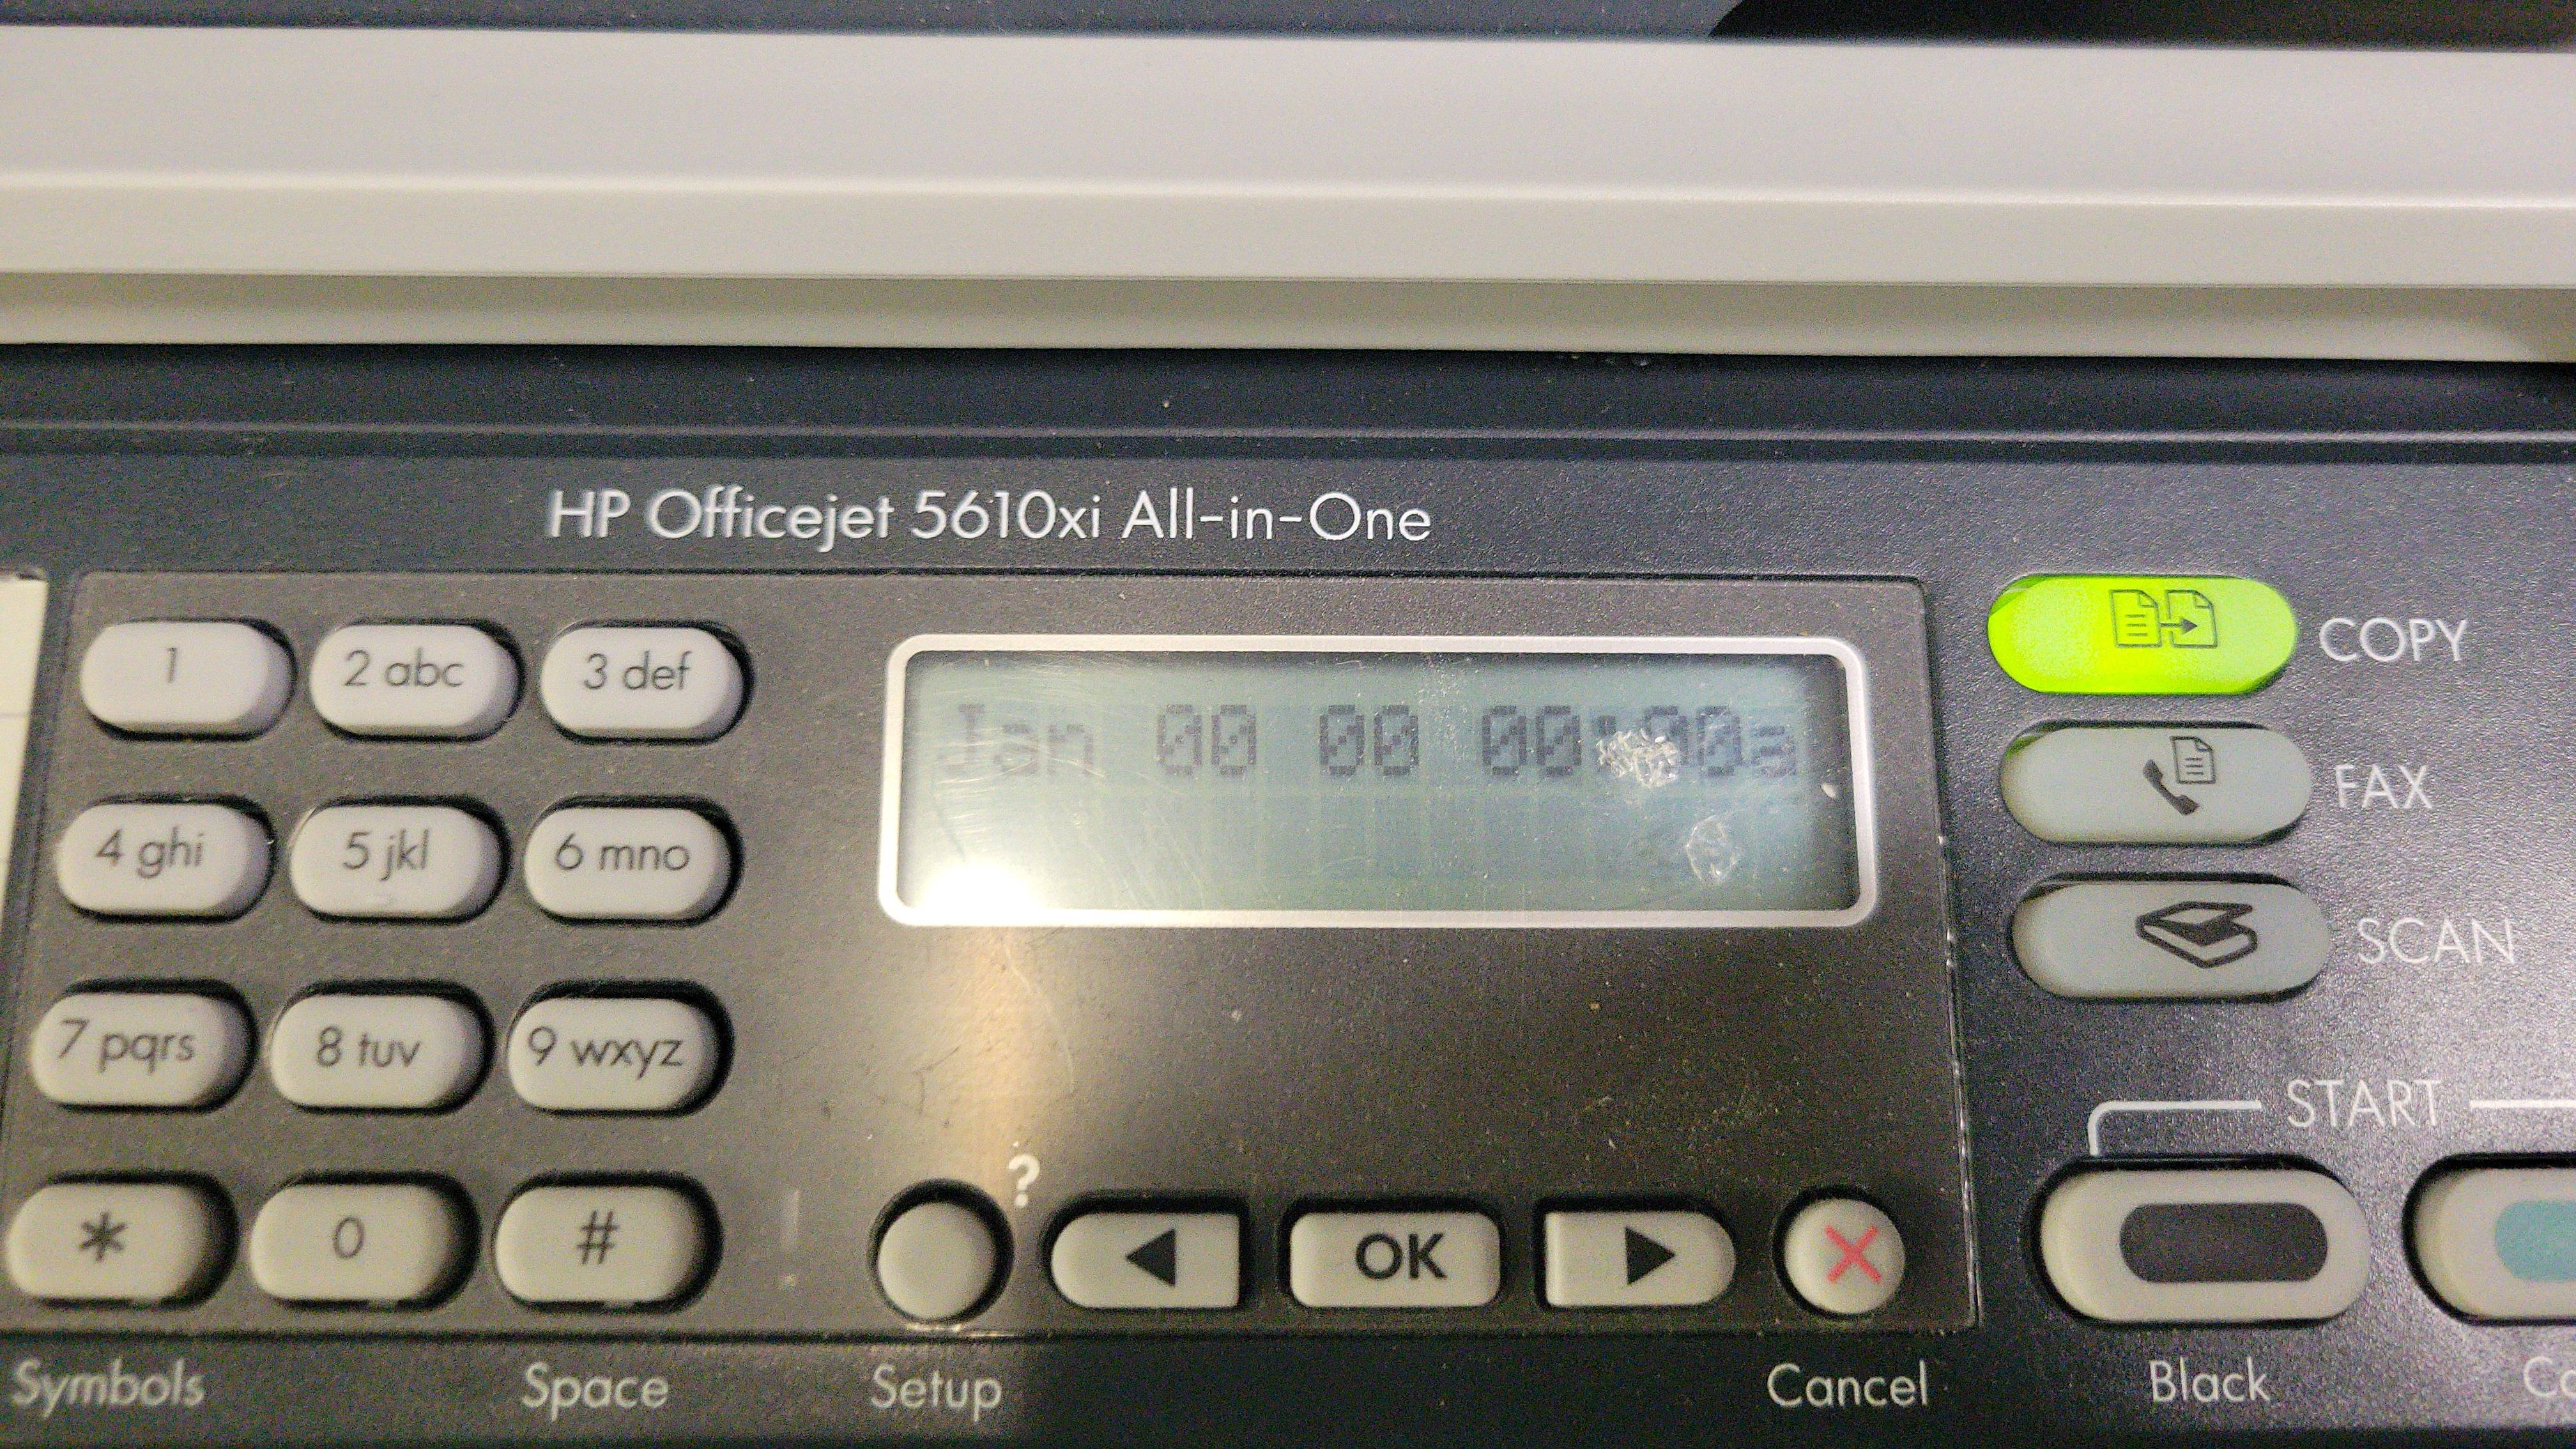 HP Officejet 5610xi All-in-One
Jan 00 00 00:00a
1
2 abc
3 def
4 ghi
5 jkl
6 mno
7 pqrs
8 tuv
9 wxyz
*
0
#
Symbols
Space
?
OK
Setup
Cancel
COPY
FAX
SCAN
START
Black